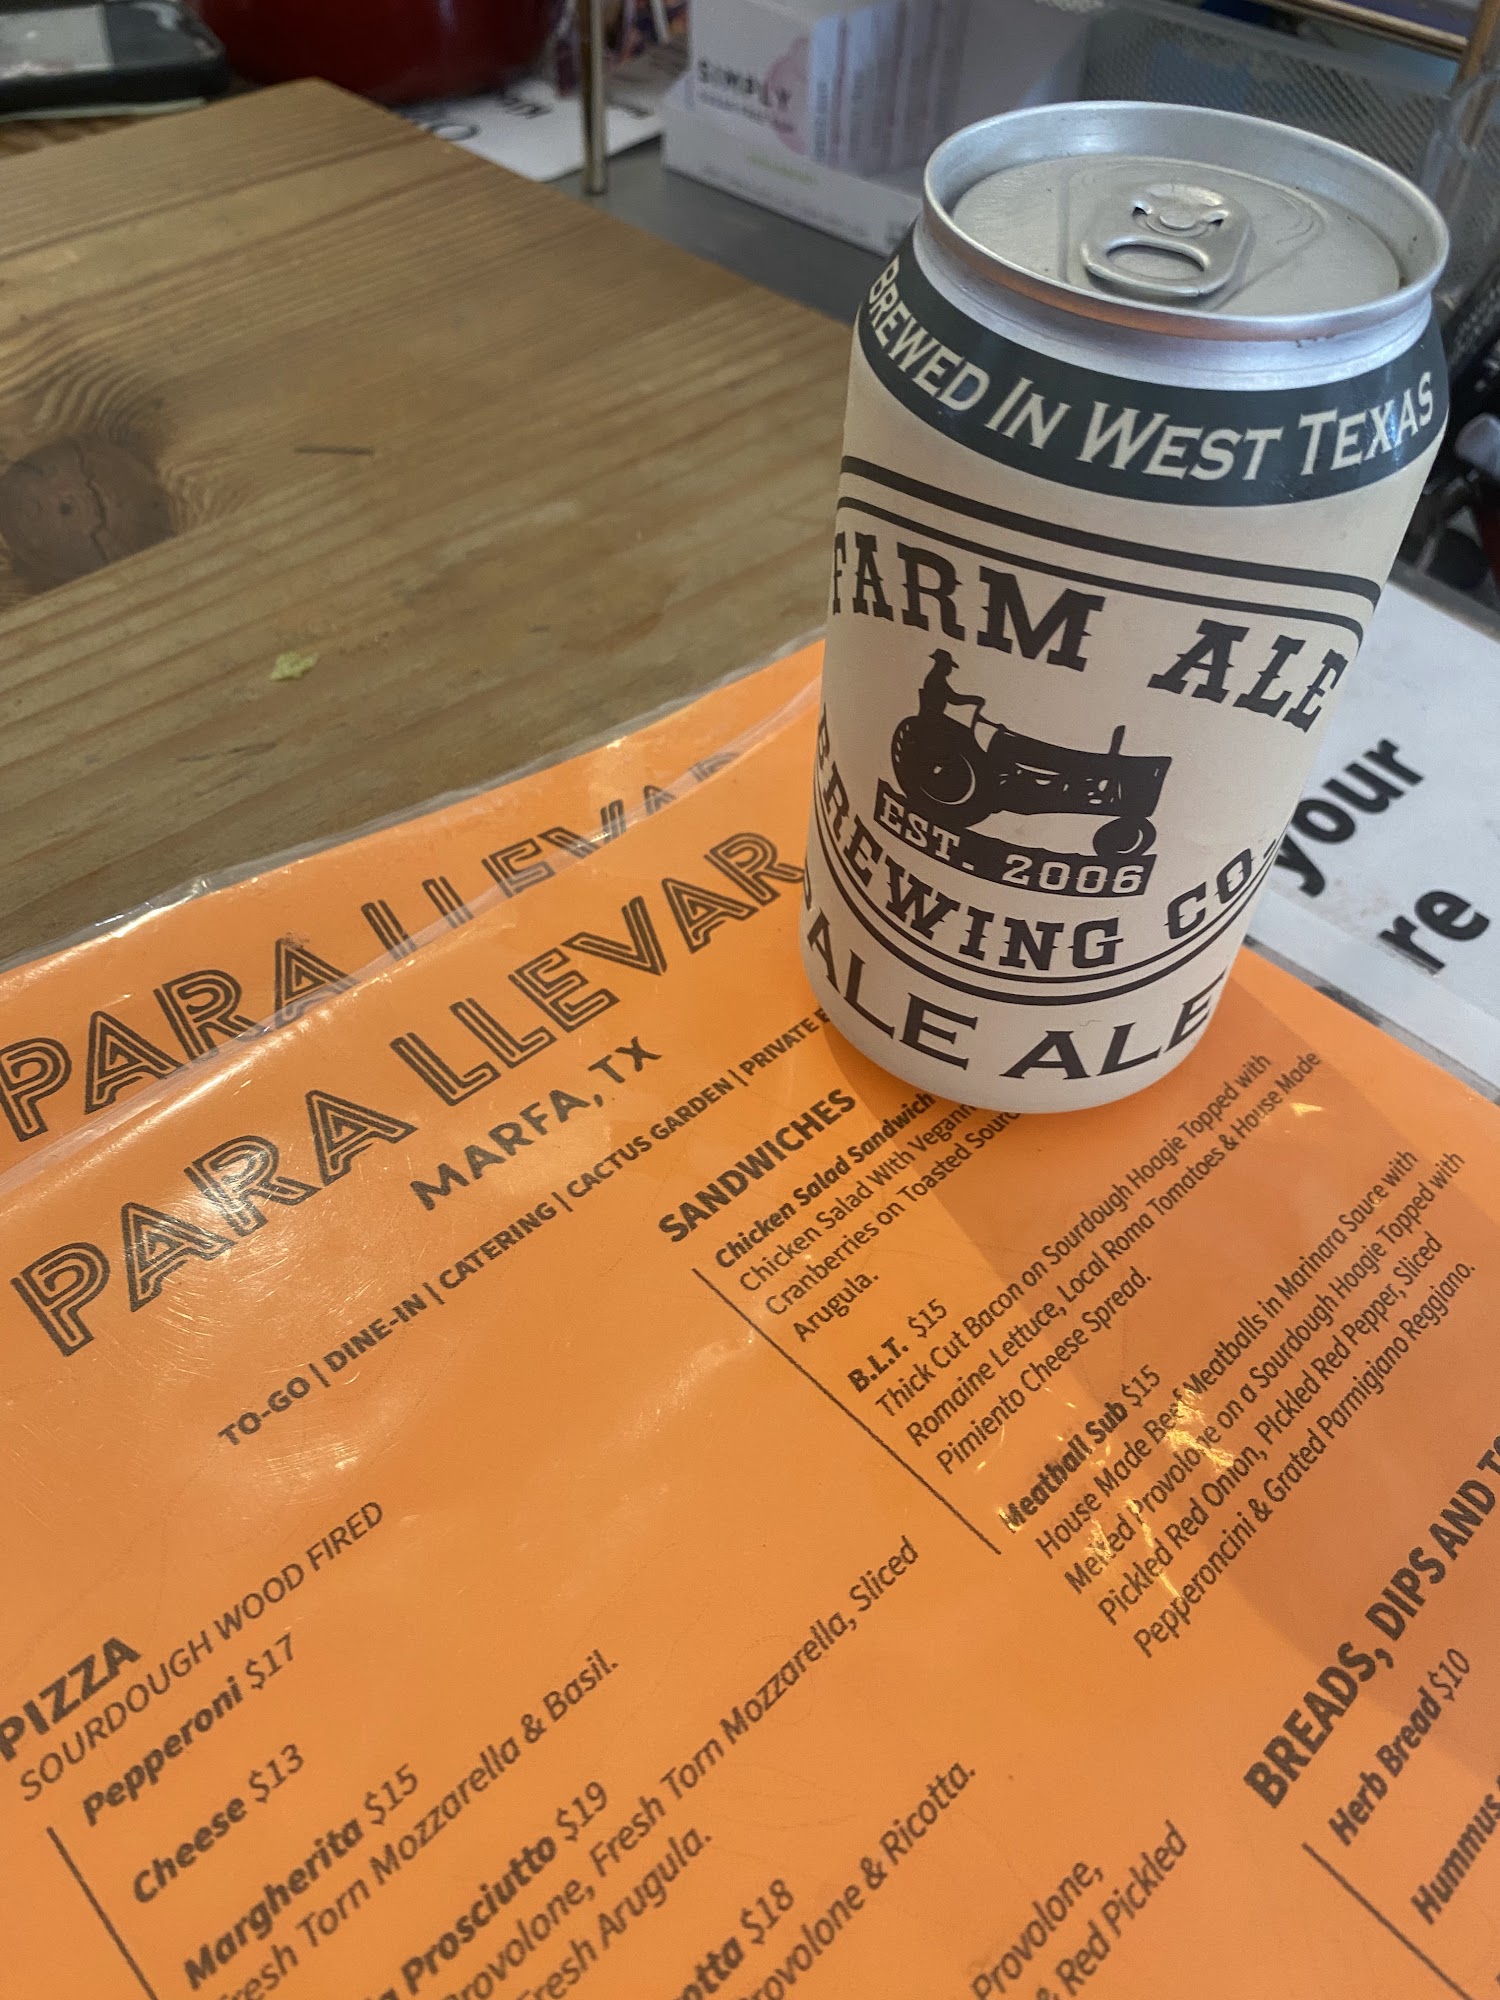 SIMPLY
BREWED IN WEST TEXAS
FARM ALE
EST. 2006
BREWING CO.
PALE ALE
your
re
PARA LLEVAR
PARA LLEVAR
MARFA, TX
TO-GO | DINE-IN | CATERING | CACTUS GARDEN | PRIVATE
SANDWICHES
Chicken Salad Sandwich
Chicken Salad With
Cranberries on Toasted
Arugula.
B.L.T. $15
Thick Cut Bacon on Sourdough Hoagie Topped with
Romaine Lettuce, Local Roma Tomatoes & House Made
Pimiento Cheese Spread.
Meatball Sub $15
House Made Beef Meatballs in Marinara Sauce with
Melted Provolone on a Sourdough Hoagie Topped with
Pickled Red Onion, Pickled Red Pepper, Sliced
Pepperoncini & Grated Parmigiano Reggiano.
PIZZA
SOURDOUGH WOOD FIRED
Pepperoni $17
Cheese $13
Margherita $15
Fresh Torn Mozzarella & Basil.
Prosciutto $19
Provolone, Fresh Torn Mozzarella, Sliced
Fresh Arugula.
$18
Provolone & Ricotta.
Provolone,
& Red Pickled
BREADS, DIPS AND
Herb Bread $10
Hummus